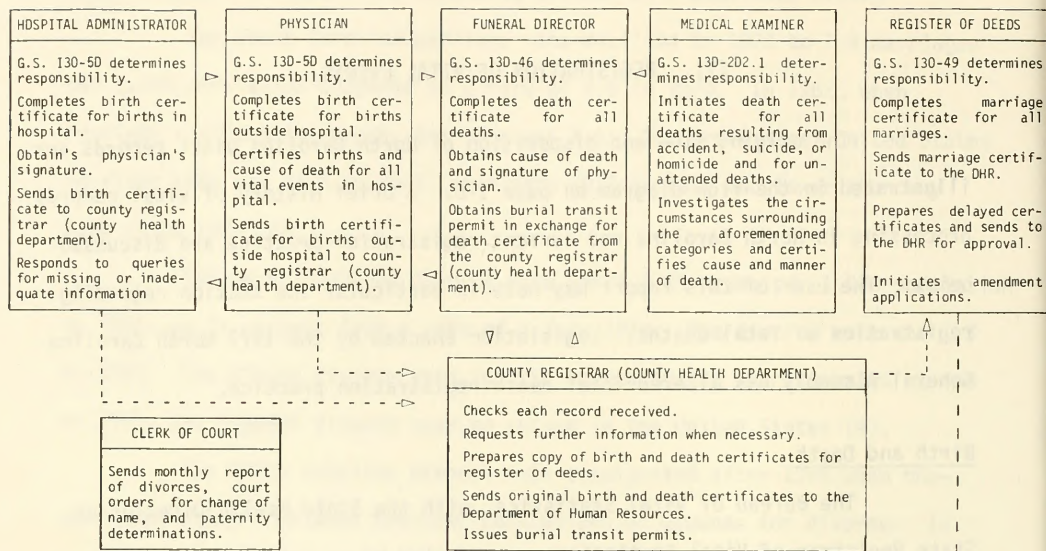 HOSPITAL ADMINISTRATOR
G.S. 130-50 determines
responsibility.
Completes birth cer-
tificate for births in
hospital.
Obtain's physician's
signature.
Sends birth certifi-
cate to county regis-
trar (county health
department).
Responds to queries
for missing or inade-
quate information
PHYSICIAN
G.S. 130-50 determines
responsibility.
Completes birth cer-
tificate for births
outside hospital.
Certifies births and
cause of death for all
vital events in hos-
pital.
Sends birth certifi-
cate for births out-
side hospital to coun-
ty registrar (county
health department).
FUNERAL DIRECTOR
G.S. 130-46 determines
responsibility.
Completes death cer-
tificate for all
deaths.
Obtains cause of death
and signature of phy-
sician.
Obtains burial transit
permit in exchange for
death certificate from
the county registrar
(county health depart-
ment).
MEDICAL EXAMINER
G.S. 130-202.1 deter-
mines responsibility.
Initiates death cer-
tificate for all
deaths resulting from
accident, suicide, or
homicide and for un-
attended deaths.
Investigates the cir-
cumstances surrounding
the aforementioned
categories and certi-
fies cause and manner
of death.
REGISTER OF DEEDS
G.S. 130-49 determines
responsibility.
Completes marriage
certificate for all
marriages.
Sends marriage certif-
icate to the DHR.
Prepares delayed cer-
tificates and sends to
the DHR for approval.
Initiates amendment
applications.
COUNTY REGISTRAR (COUNTY HEALTH DEPARTMENT)
Checks each record received.
Requests further information when necessary.
Prepares copy of birth and death certificates for
register of deeds.
Sends original birth and death certificates to the
Department of Human Resources.
Issues burial transit permits.
CLERK OF COURT
Sends monthly report
of divorces, court
orders for change of
name, and paternity
determinations.
Birth and Death